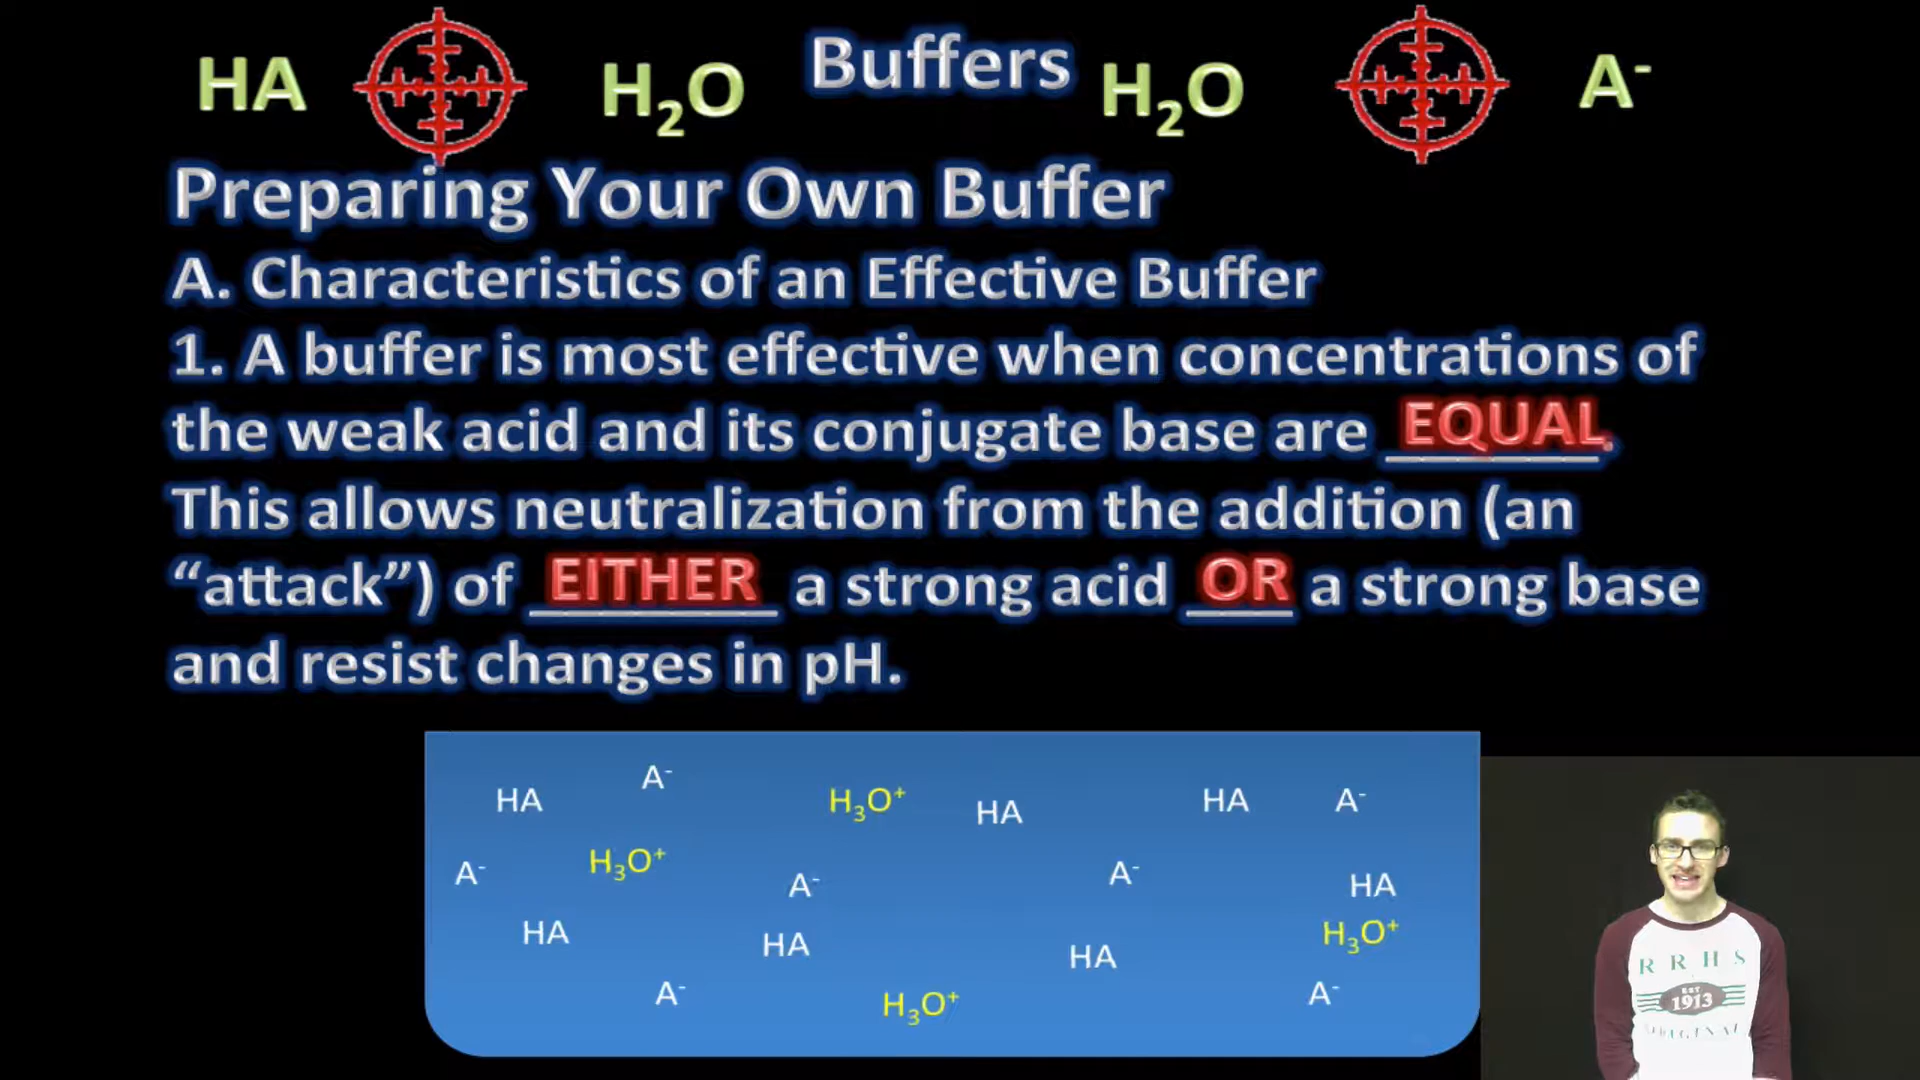 HA H₂O Buffers H₂O A⁻
Preparing Your Own Buffer
A. Characteristics of an Effective Buffer
1. A buffer is most effective when concentrations of
the weak acid and its conjugate base are EQUAL.
This allows neutralization from the addition (an
“attack”) of EITHER a strong acid OR a strong base
and resist changes in pH.
HA A⁻ H₃O⁺ HA HA A⁻
A⁻ H₃O⁺ A⁻ A⁻ HA
HA HA HA H₃O⁺
A⁻ H₃O⁺ A⁻
R R H S
EST
1913